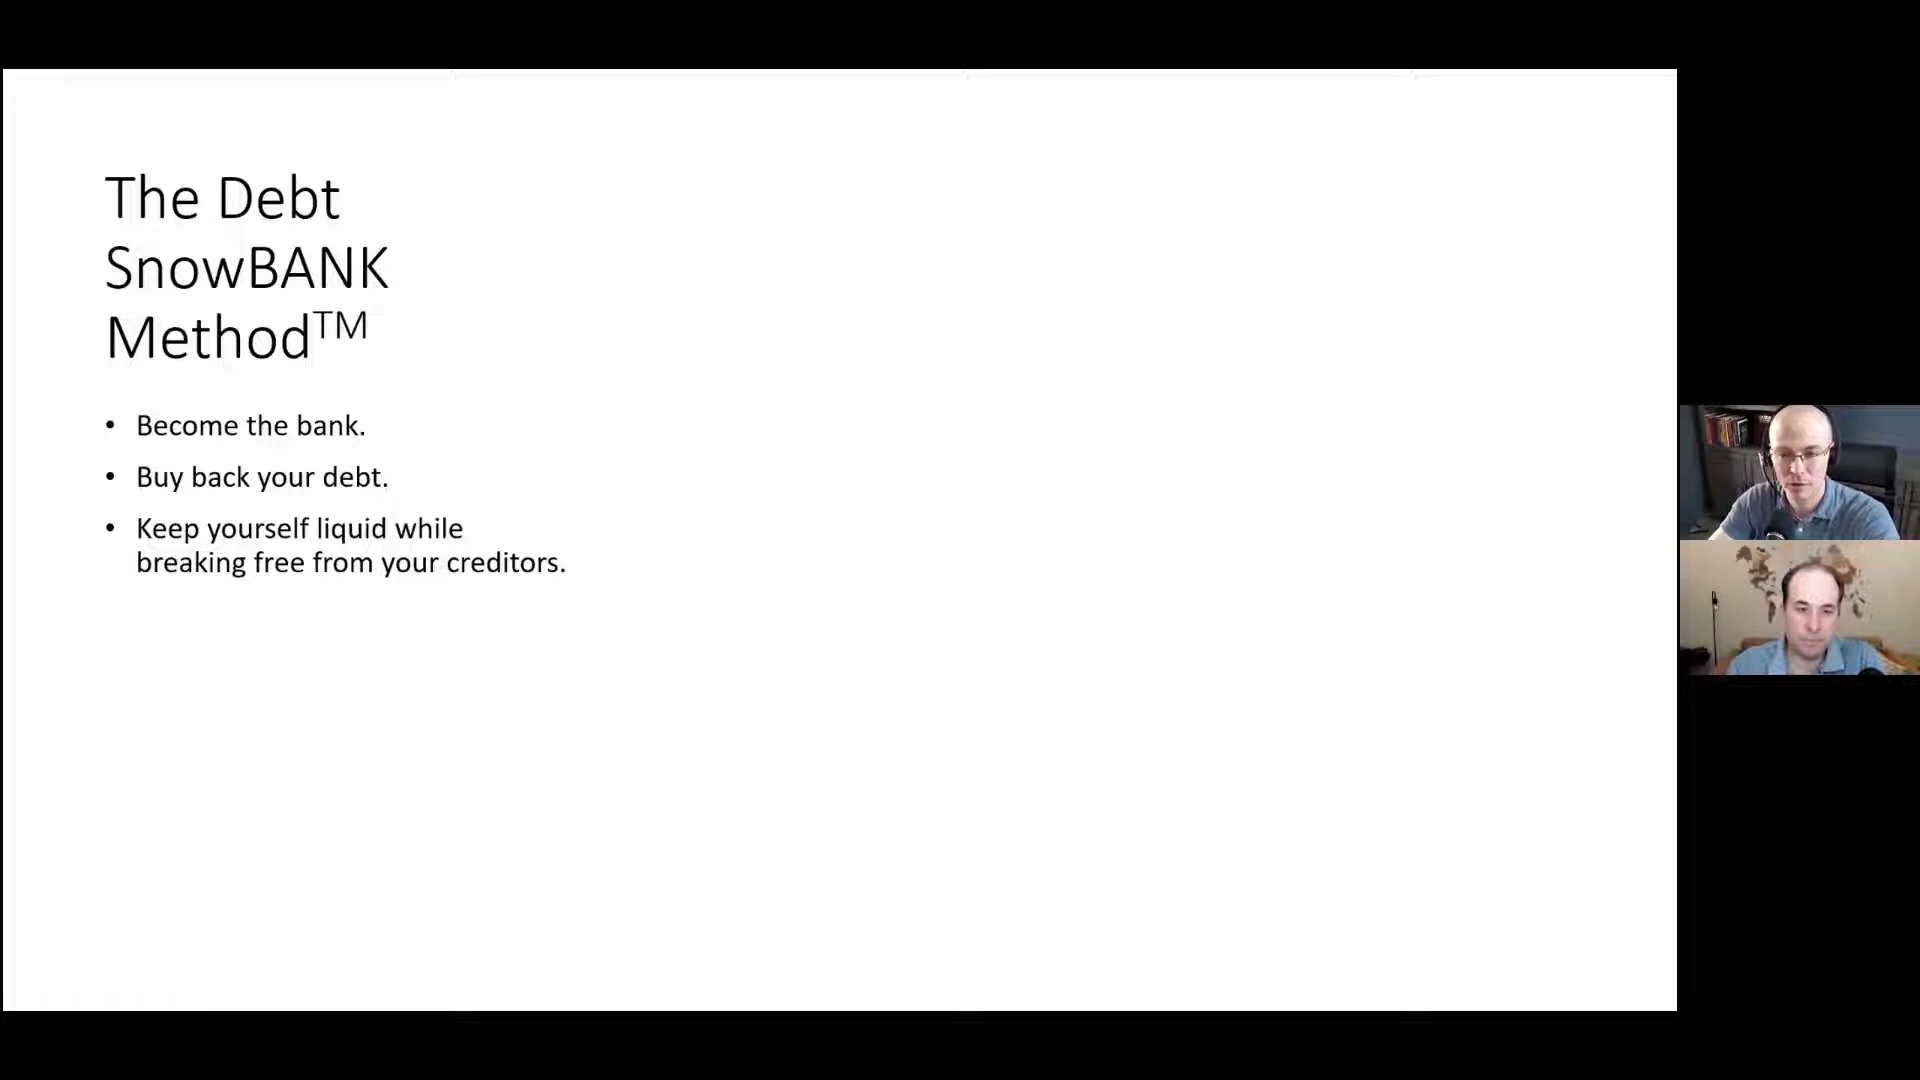 The Debt
SnowBANK
Method™
• Become the bank.
• Buy back your debt.
• Keep yourself liquid while
breaking free from your creditors.